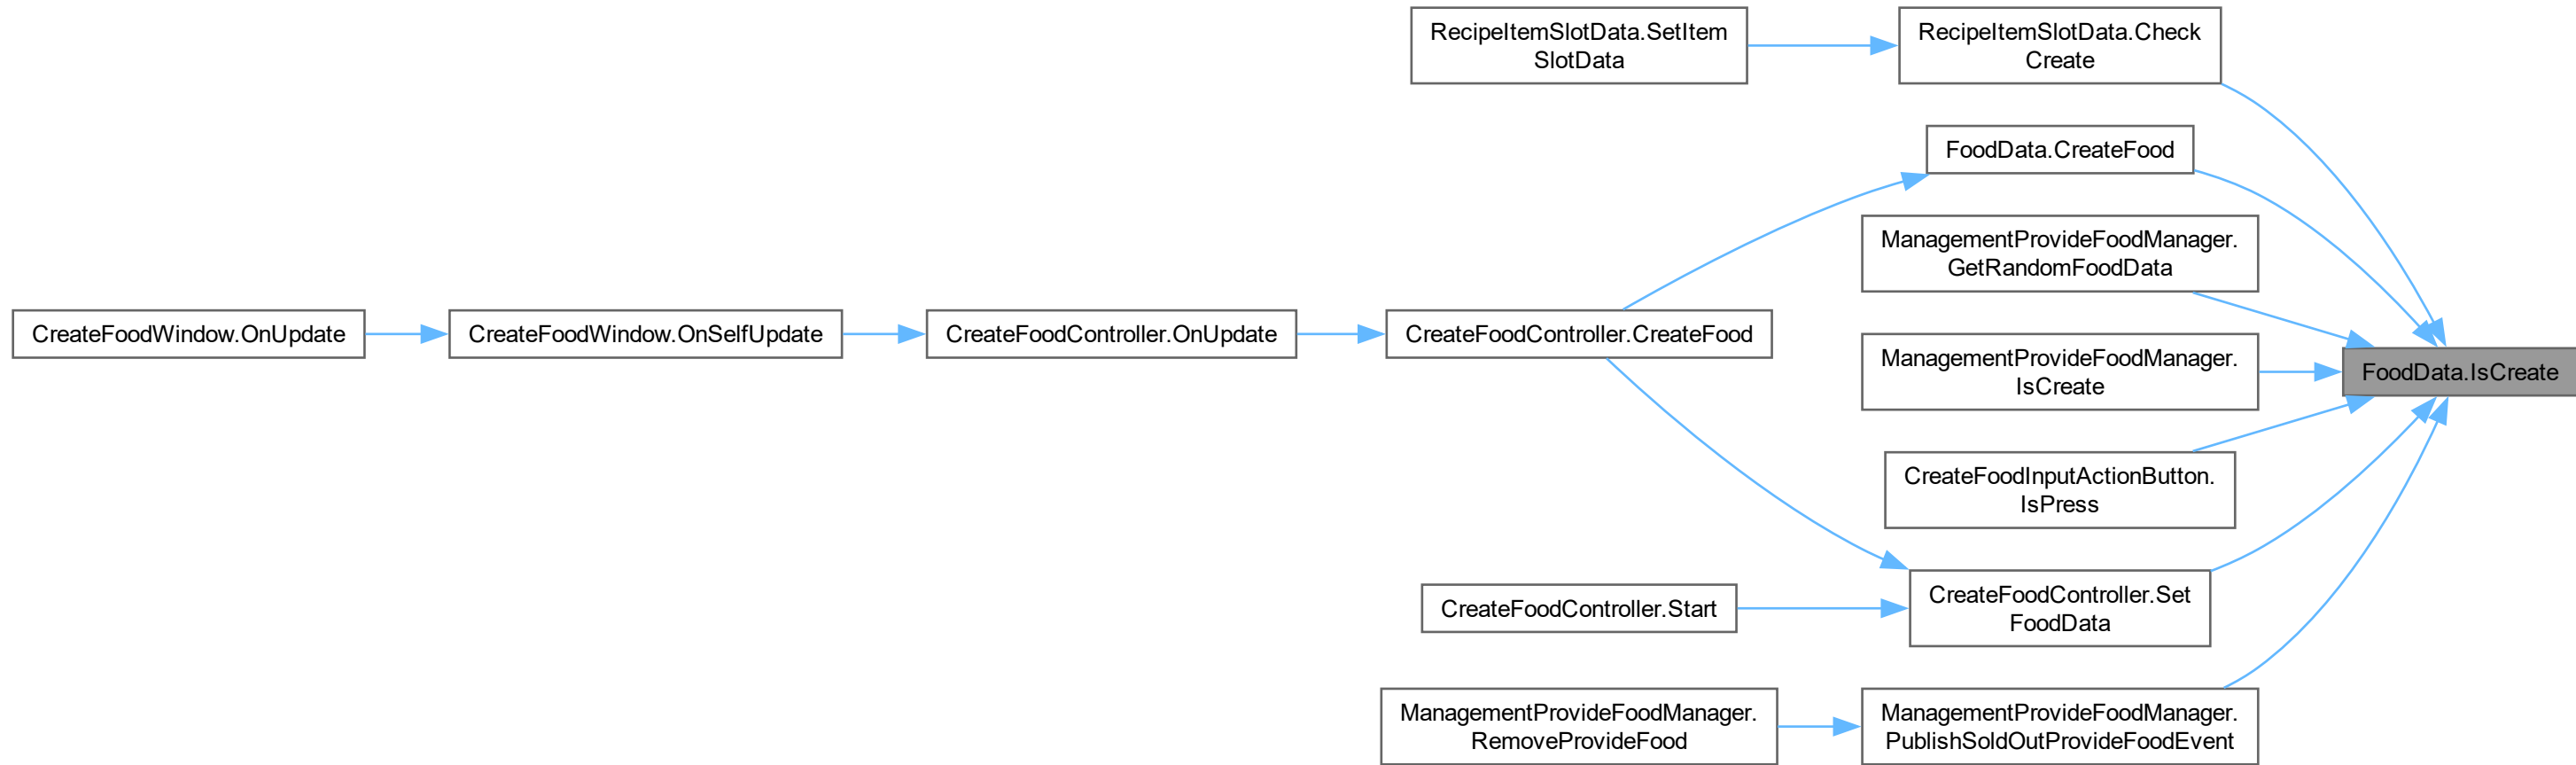 RecipeItemSlotData.SetItem
SlotData
RecipeItemSlotData.Check
Create
FoodData.CreateFood
ManagementProvideFoodManager.
GetRandomFoodData
CreateFoodWindow.OnUpdate
CreateFoodWindow.OnSelfUpdate
CreateFoodController.OnUpdate
CreateFoodController.CreateFood
ManagementProvideFoodManager.
IsCreate
FoodData.IsCreate
CreateFoodInputActionButton.
IsPress
CreateFoodController.Start
CreateFoodController.Set
FoodData
ManagementProvideFoodManager.
RemoveProvideFood
ManagementProvideFoodManager.
PublishSoldOutProvideFoodEvent